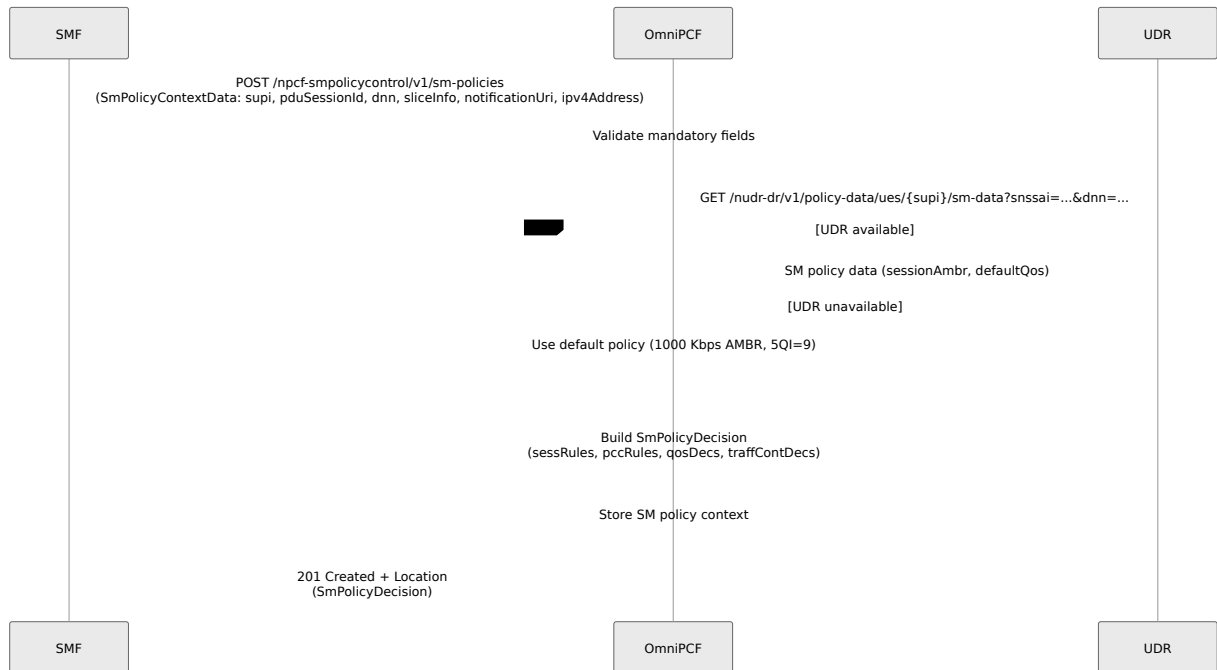 SMF
OmniPCF
UDR
POST /npcf-smpolicycontrol/v1/sm-policies
(SmPolicyContextData: supi, pduSessionId, dnn, sliceInfo, notificationUri, ipv4Address)
Validate mandatory fields
GET /nudr-dr/v1/policy-data/ues/{supi}/sm-data?snssai=...&dnn=...
[UDR available]
SM policy data (sessionAmbr, defaultQos)
[UDR unavailable]
Use default policy (1000 Kbps AMBR, 5QI=9)
Build SmPolicyDecision
(sessRules, pccRules, qosDecs, traffContDecs)
Store SM policy context
201 Created + Location
(SmPolicyDecision)
SMF
OmniPCF
UDR